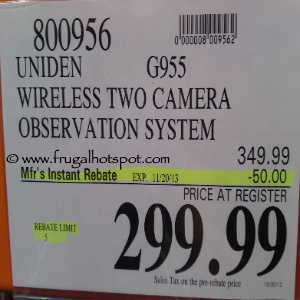 800956
0000008009562
UNIDEN G955
WIRELESS TWO CAMERA
OBSERVATION SYSTEM
© www.frugalhotspot.com
349.99
Mfr's Instant Rebate EXP. 11/20/13 -50.00
PRICE AT REGISTER
REBATE LIMIT
5
299.99
Sales Tax on the pre-rebate price